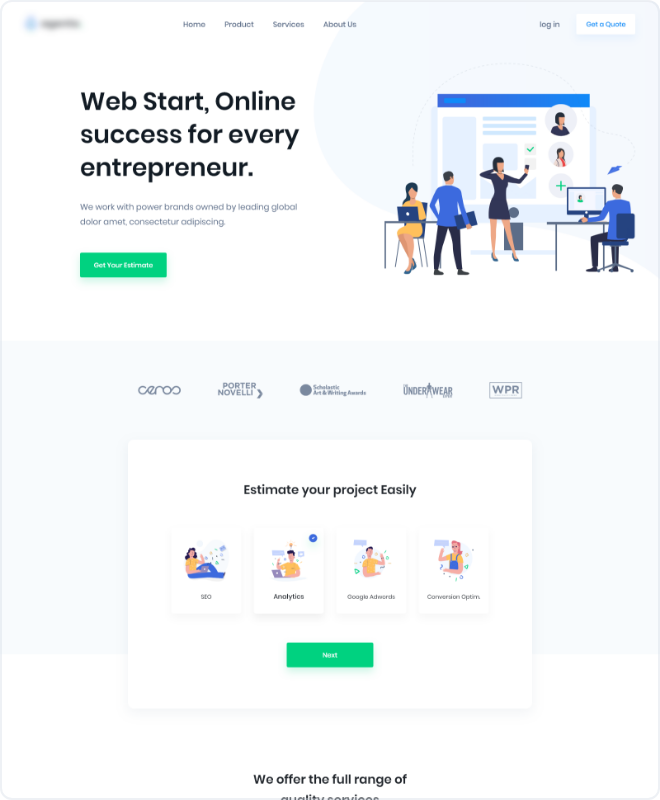 Home Product Services About Us log in Get a Quote
Web Start, Online
success for every
entrepreneur.
We work with power brands owned by leading global
dolor amet, consectetur adipiscing.
Get Your Estimate
ceros
PORTER
NOVELLI
Scholastic
Art & Writing Awards
UNDERWEAR
WPR
Estimate your project Easily
SEO Analytics Google Adwords Conversion Optim.
Next
We offer the full range of
quality services